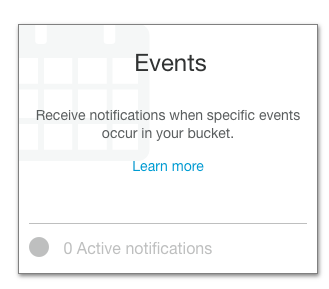 Events
Receive notifications when specific events
occur in your bucket.
Learn more
0 Active notifications